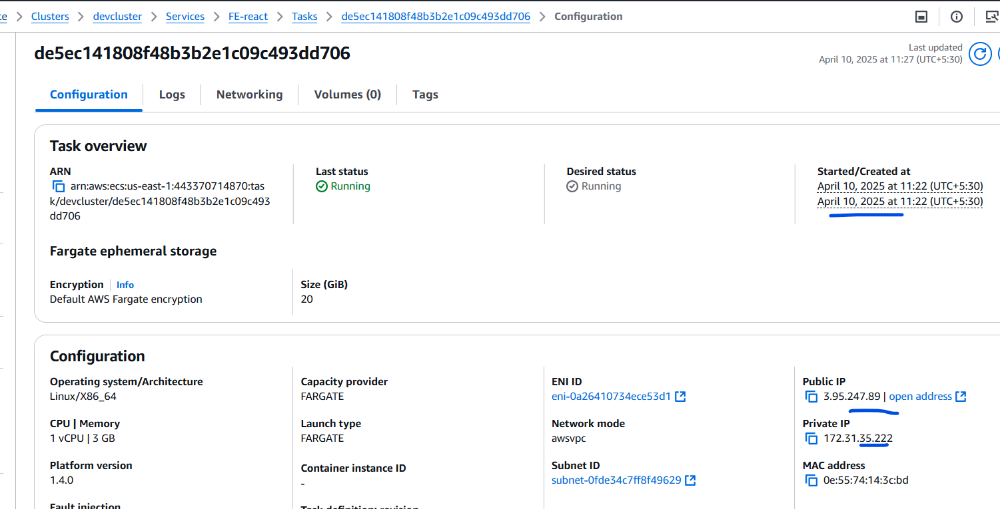 Clusters > devcluster > Services > FE-react > Tasks > de5ec141808f48b3b2e1c09c493dd706 > Configuration
de5ec141808f48b3b2e1c09c493dd706
Last updated
April 10, 2025 at 11:27 (UTC+5:30)
Configuration
Logs
Networking
Volumes (0)
Tags
Task overview
ARN
arn:aws:ecs:us-east-1:443370714870:tas
k/devcluster/de5ec141808f48b3b2e1c09c493
dd706
Last status
Running
Desired status
Running
Started/Created at
April 10, 2025 at 11:22 (UTC+5:30)
April 10, 2025 at 11:22 (UTC+5:30)
Fargate ephemeral storage
Encryption | Info
Default AWS Fargate encryption
Size (GiB)
20
Configuration
Operating system/Architecture
Linux/X86_64
CPU | Memory
1 vCPU | 3 GB
Platform version
1.4.0
Fault injection
Capacity provider
FARGATE
Launch type
FARGATE
Container instance ID
-
Task definition: revision
ENI ID
eni-0a26410734ece53d1
Network mode
awsvpc
Subnet ID
subnet-0fde34c7ff8f49629
Public IP
3.95.247.89 | open address
Private IP
172.31.35.222
MAC address
0e:55:74:14:3c:bd